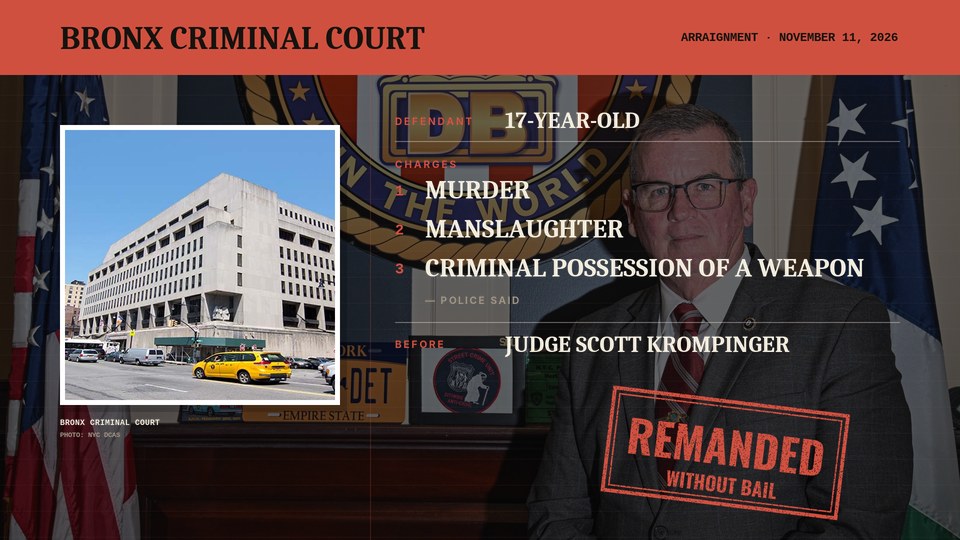 BRONX CRIMINAL COURT
ARRAIGNMENT · NOVEMBER 11, 2026
DB
IN THE WORLD
DEFENDANT 17-YEAR-OLD
CHARGES
1 MURDER
2 MANSLAUGHTER
3 CRIMINAL POSSESSION OF A WEAPON
— POLICE SAID
BEFORE JUDGE SCOTT KROMPINGER
DET
EMPIRE STATE
BRONX CRIMINAL COURT
PHOTO: NYC DCAS
REMANDED
WITHOUT BAIL